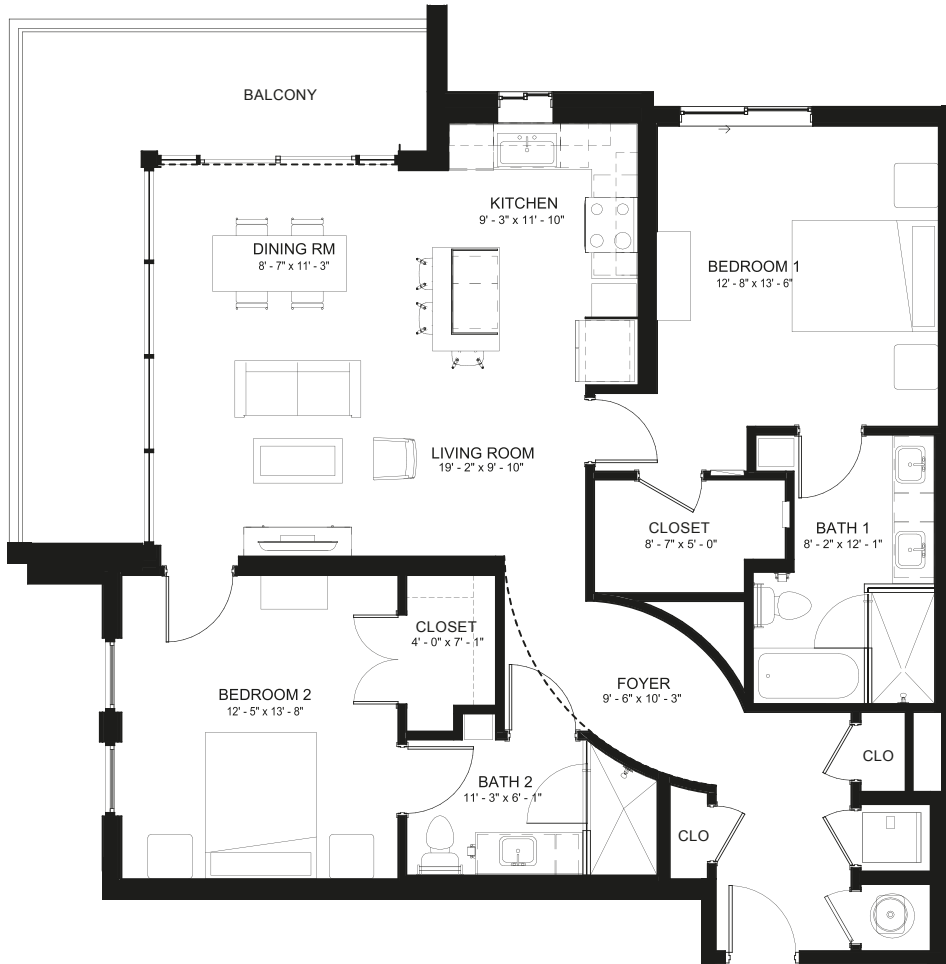 BALCONY
KITCHEN
9' - 3" x 11' - 10"
DINING RM
8' - 7" x 11' - 3"
BEDROOM 1
12' - 8" x 13' - 6"
LIVING ROOM
19' - 2" x 9' - 10"
CLOSET
8' - 7" x 5' - 0"
BATH 1
8' - 2" x 12' - 1"
CLOSET
4' - 0" x 7' - 1"
BEDROOM 2
12' - 5" x 13' - 8"
FOYER
9' - 6" x 10' - 3"
CLO
BATH 2
11' - 3" x 6' - 1"
CLO